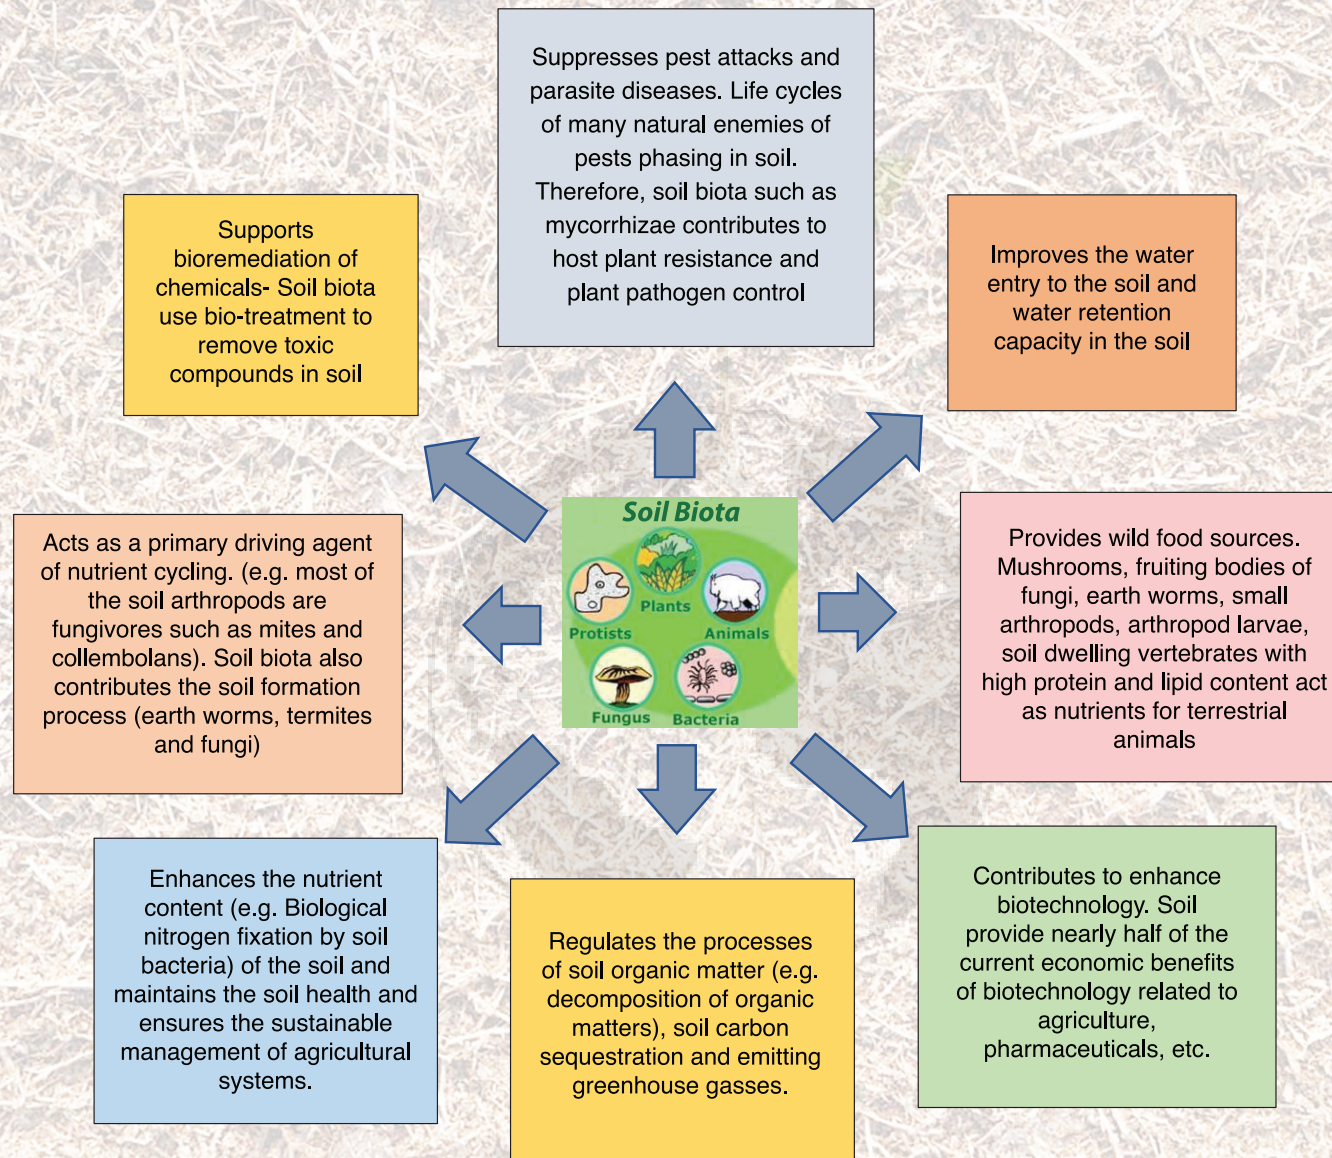 Suppresses pest attacks and
parasite diseases. Life cycles
of many natural enemies of
pests phasing in soil.
Therefore, soil biota such as
mycorrhizae contributes to
host plant resistance and
plant pathogen control
Supports
bioremediation of
chemicals- Soil biota
use bio-treatment to
remove toxic
compounds in soil
Improves the water
entry to the soil and
water retention
capacity in the soil
Acts as a primary driving agent
of nutrient cycling. (e.g. most of
the soil arthropods are
fungivores such as mites and
collembolans). Soil biota also
contributes the soil formation
process (earth worms, termites
and fungi)
Soil Biota
Plants
Protists
Animals
Fungus
Bacteria
Provides wild food sources.
Mushrooms, fruiting bodies of
fungi, earth worms, small
arthropods, arthropod larvae,
soil dwelling vertebrates with
high protein and lipid content act
as nutrients for terrestrial
animals
Enhances the nutrient
content (e.g. Biological
nitrogen fixation by soil
bacteria) of the soil and
maintains the soil health and
ensures the sustainable
management of agricultural
systems.
Regulates the processes
of soil organic matter (e.g.
decomposition of organic
matters), soil carbon
sequestration and emitting
greenhouse gasses.
Contributes to enhance
biotechnology. Soil
provide nearly half of the
current economic benefits
of biotechnology related to
agriculture,
pharmaceuticals, etc.